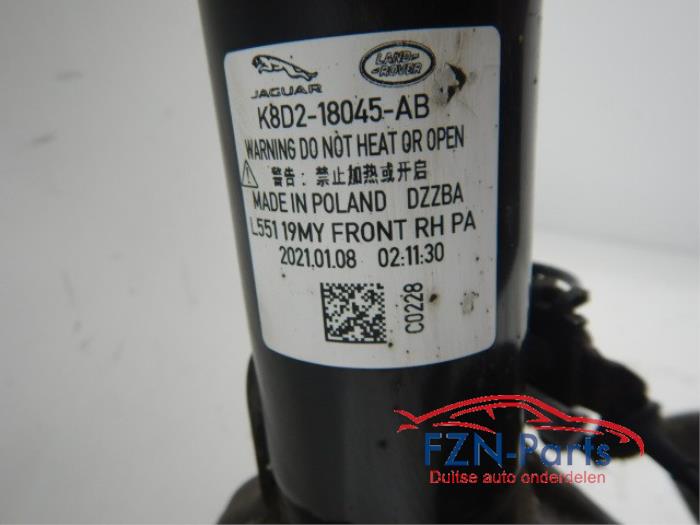 JAGUAR
LAND-
-ROVER
K8D2-18045-AB
WARNING DO NOT HEAT OR OPEN
警告：禁止加热或开启
MADE IN POLAND DZZBA
L551 19MY FRONT RH PA
2021.01.08 02:11:30
C0228
FZN-Parts
Duitse auto onderdelen